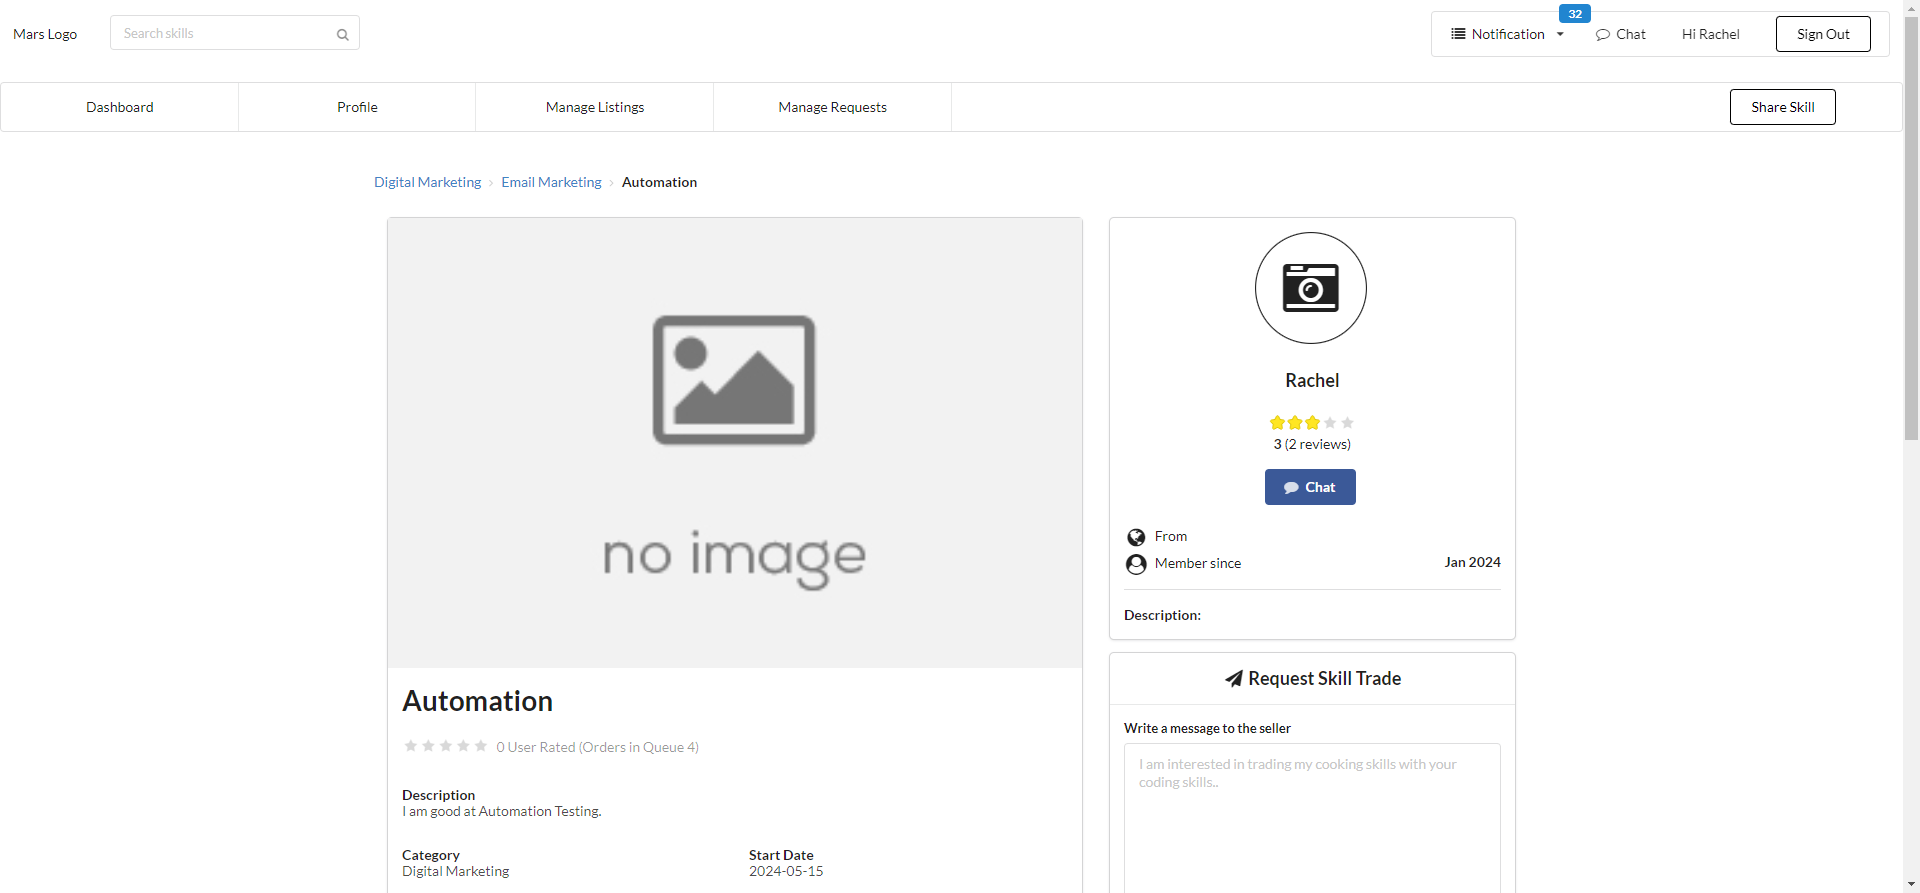 Mars Logo
Search skills
32
Notification
Chat
Hi Rachel
Sign Out
Dashboard
Profile
Manage Listings
Manage Requests
Share Skill
Digital Marketing › Email Marketing › Automation
no image
Automation
0 User Rated (Orders in Queue 4)
Description
I am good at Automation Testing.
Category
Digital Marketing
Start Date
2024-05-15
Rachel
3 (2 reviews)
Chat
From
Member since
Jan 2024
Description:
Request Skill Trade
Write a message to the seller
I am interested in trading my cooking skills with your
coding skills..